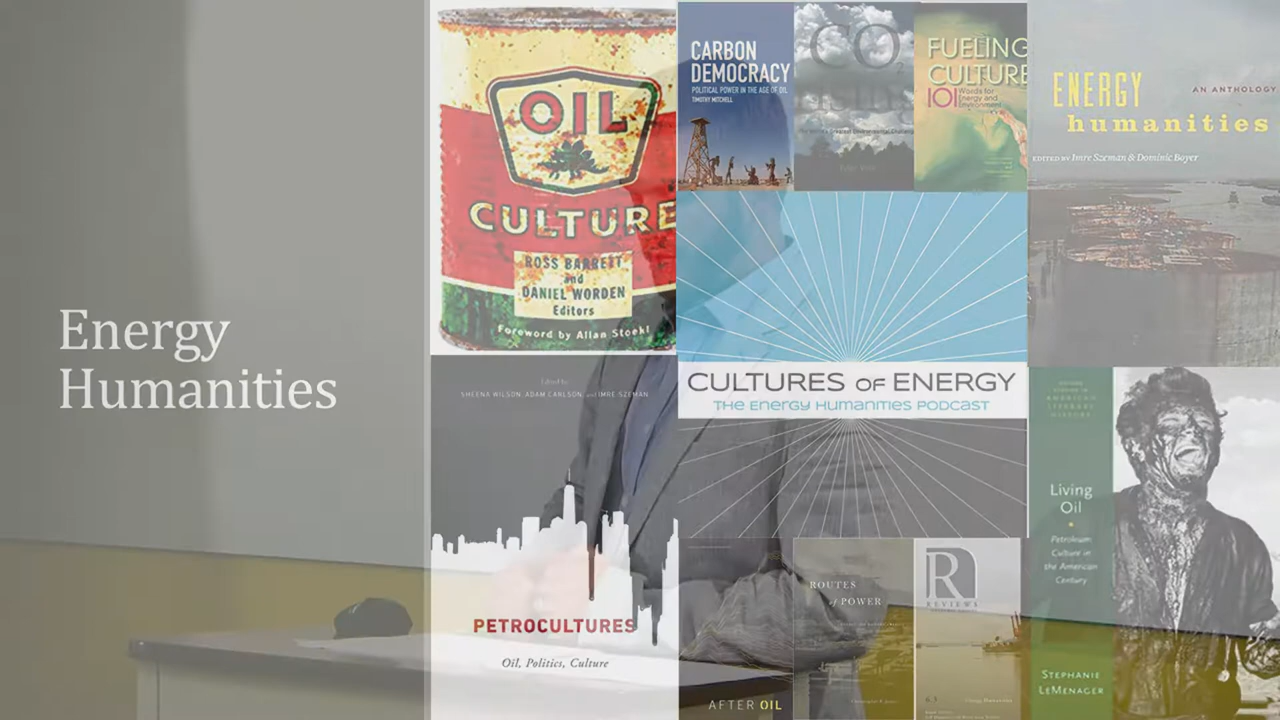 Energy
Humanities
OIL
CULTURE
ROSS BARRETT
and
DANIEL WORDEN
Editors
Foreword by Allan Stoekl
CARBON
DEMOCRACY
POLITICAL POWER IN THE AGE OF OIL
TIMOTHY MITCHELL
CO2
FUELING
CULTURE
101 Words for
Energy and
Environment
ENERGY
AN ANTHOLOGY
humanities
EDITED BY Imre Szeman & Dominic Boyer
CULTURES OF ENERGY
THE ENERGY HUMANITIES PODCAST
Edited by
SHEENA WILSON, ADAM CARLSON, and IMRE SZEMAN
PETROCULTURES
Oil, Politics, Culture
AFTER OIL
ROUTES
of POWER
R
REVIEWS
Living
Oil
Petroleum
Culture in
the American
Century
STEPHANIE
LEMENAGER